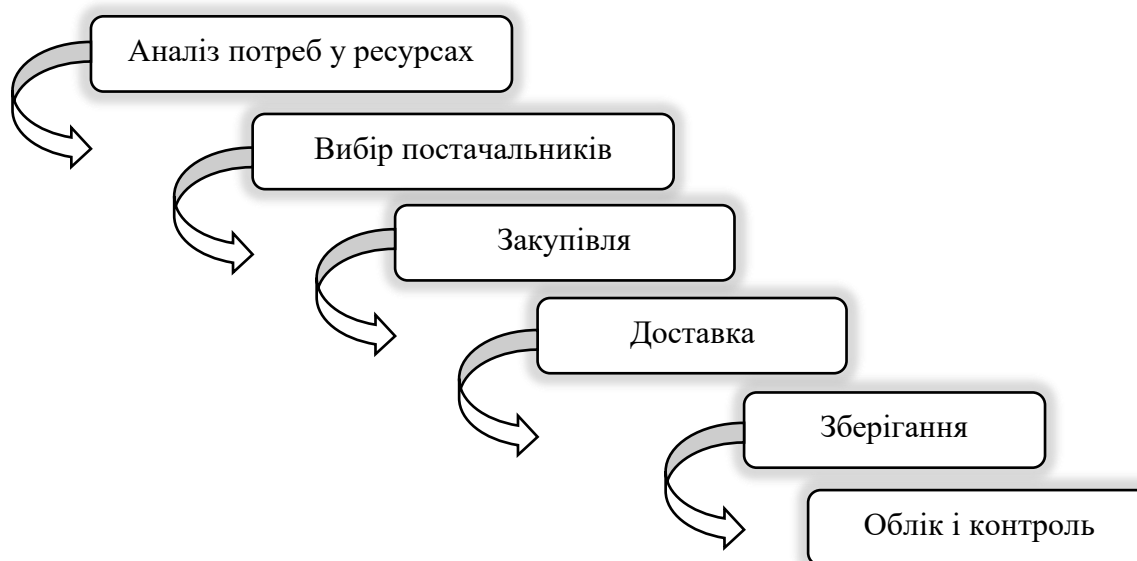 Аналіз потреб у ресурсах
Вибір постачальників
Закупівля
Доставка
Зберігання
Облік і контроль